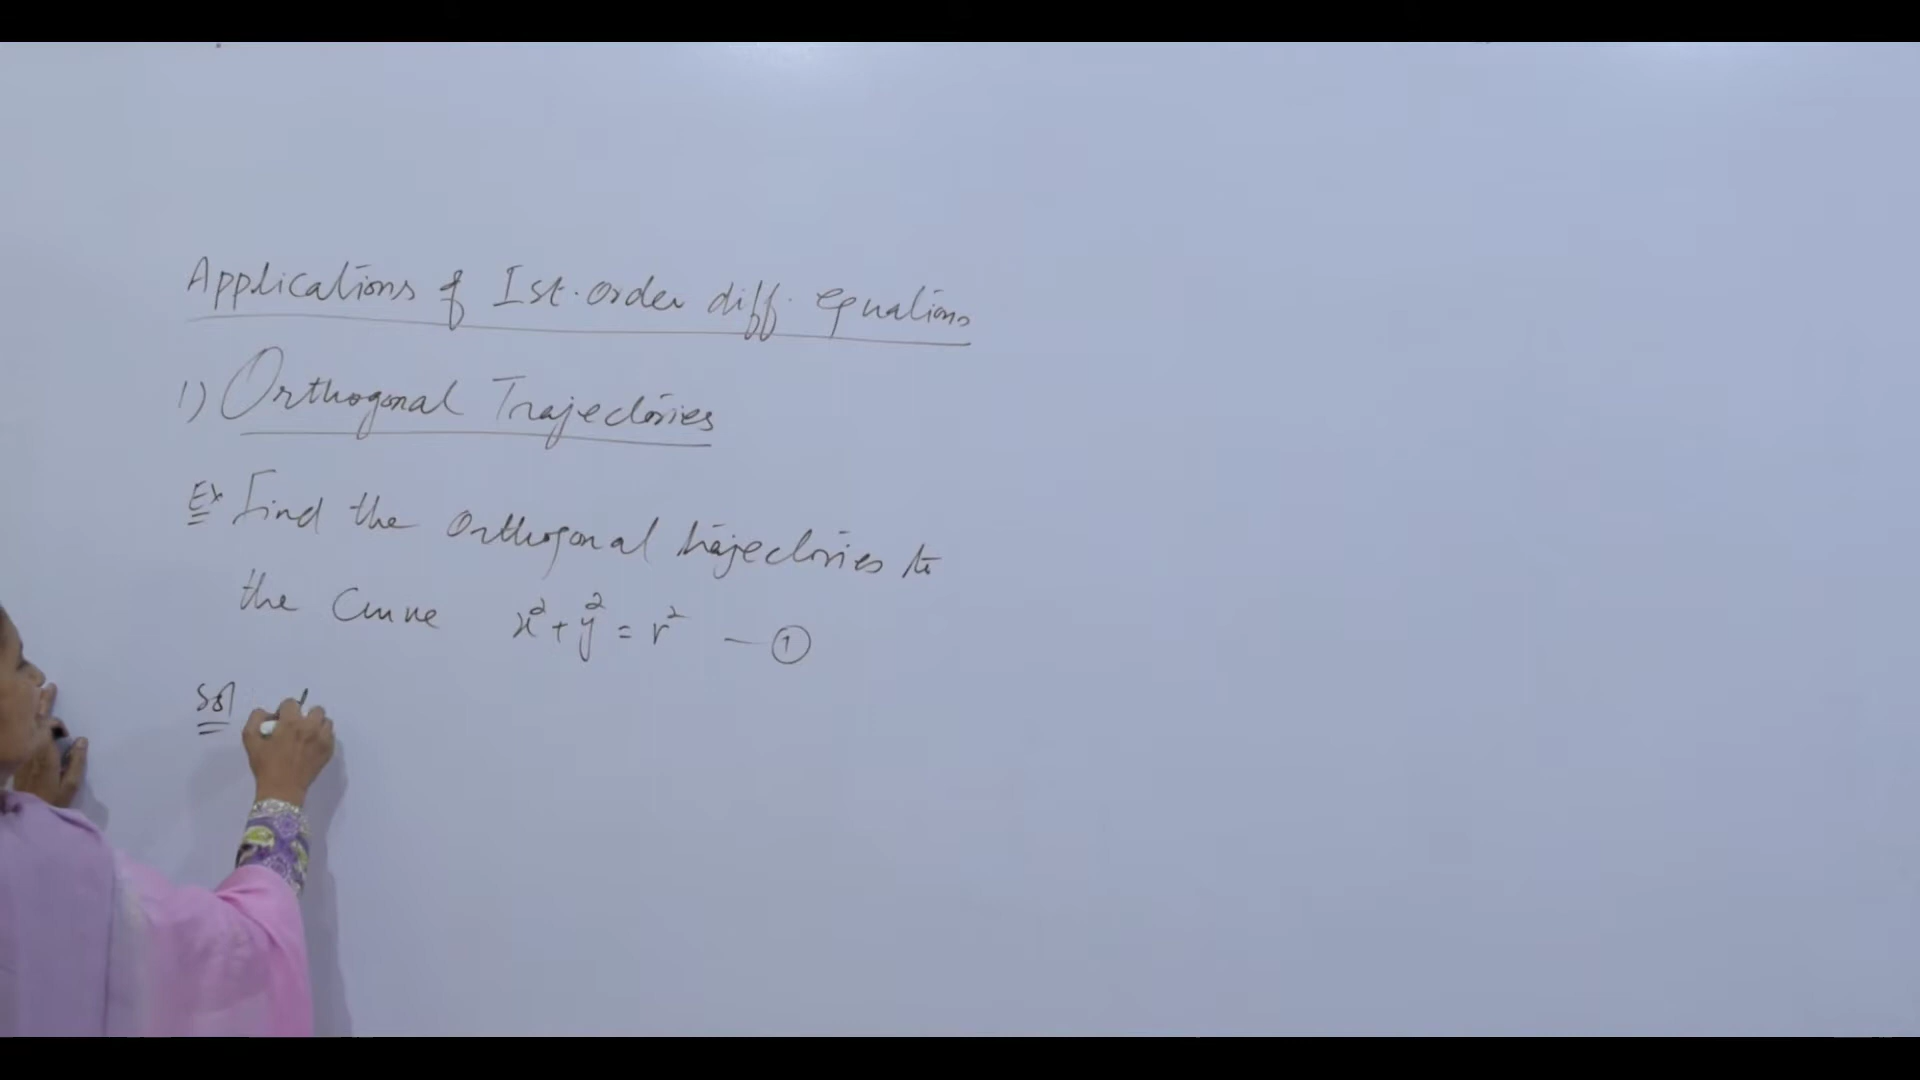 Applications of Ist. order diff. equations
1) Orthogonal Trajectories
Ex Find the orthogonal trajectories to
the Curve x² + y² = r² — ①
Sol